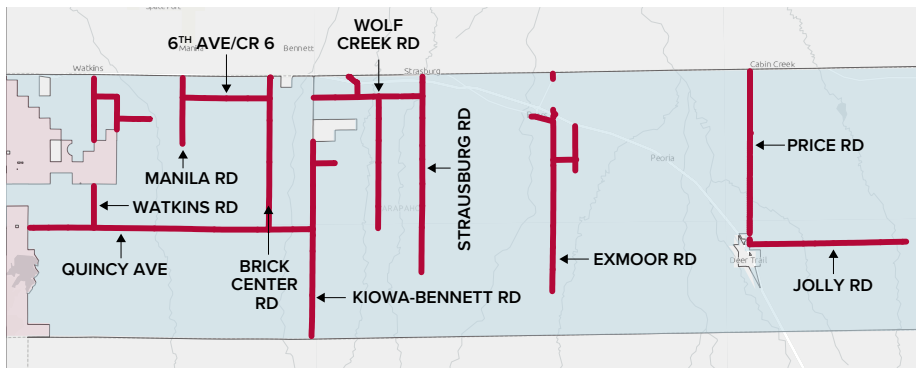 WOLF
CREEK RD
6TH AVE/CR 6
Bennett
Watkins
Strasburg
Cabin Creek
PRICE RD
Peoria
MANILA RD
WATKINS RD
STRAUSBURG RD
ARAPAHOE
QUINCY AVE
BRICK
CENTER
RD
EXMOOR RD
Deer Trail
JOLLY RD
KIOWA-BENNETT RD